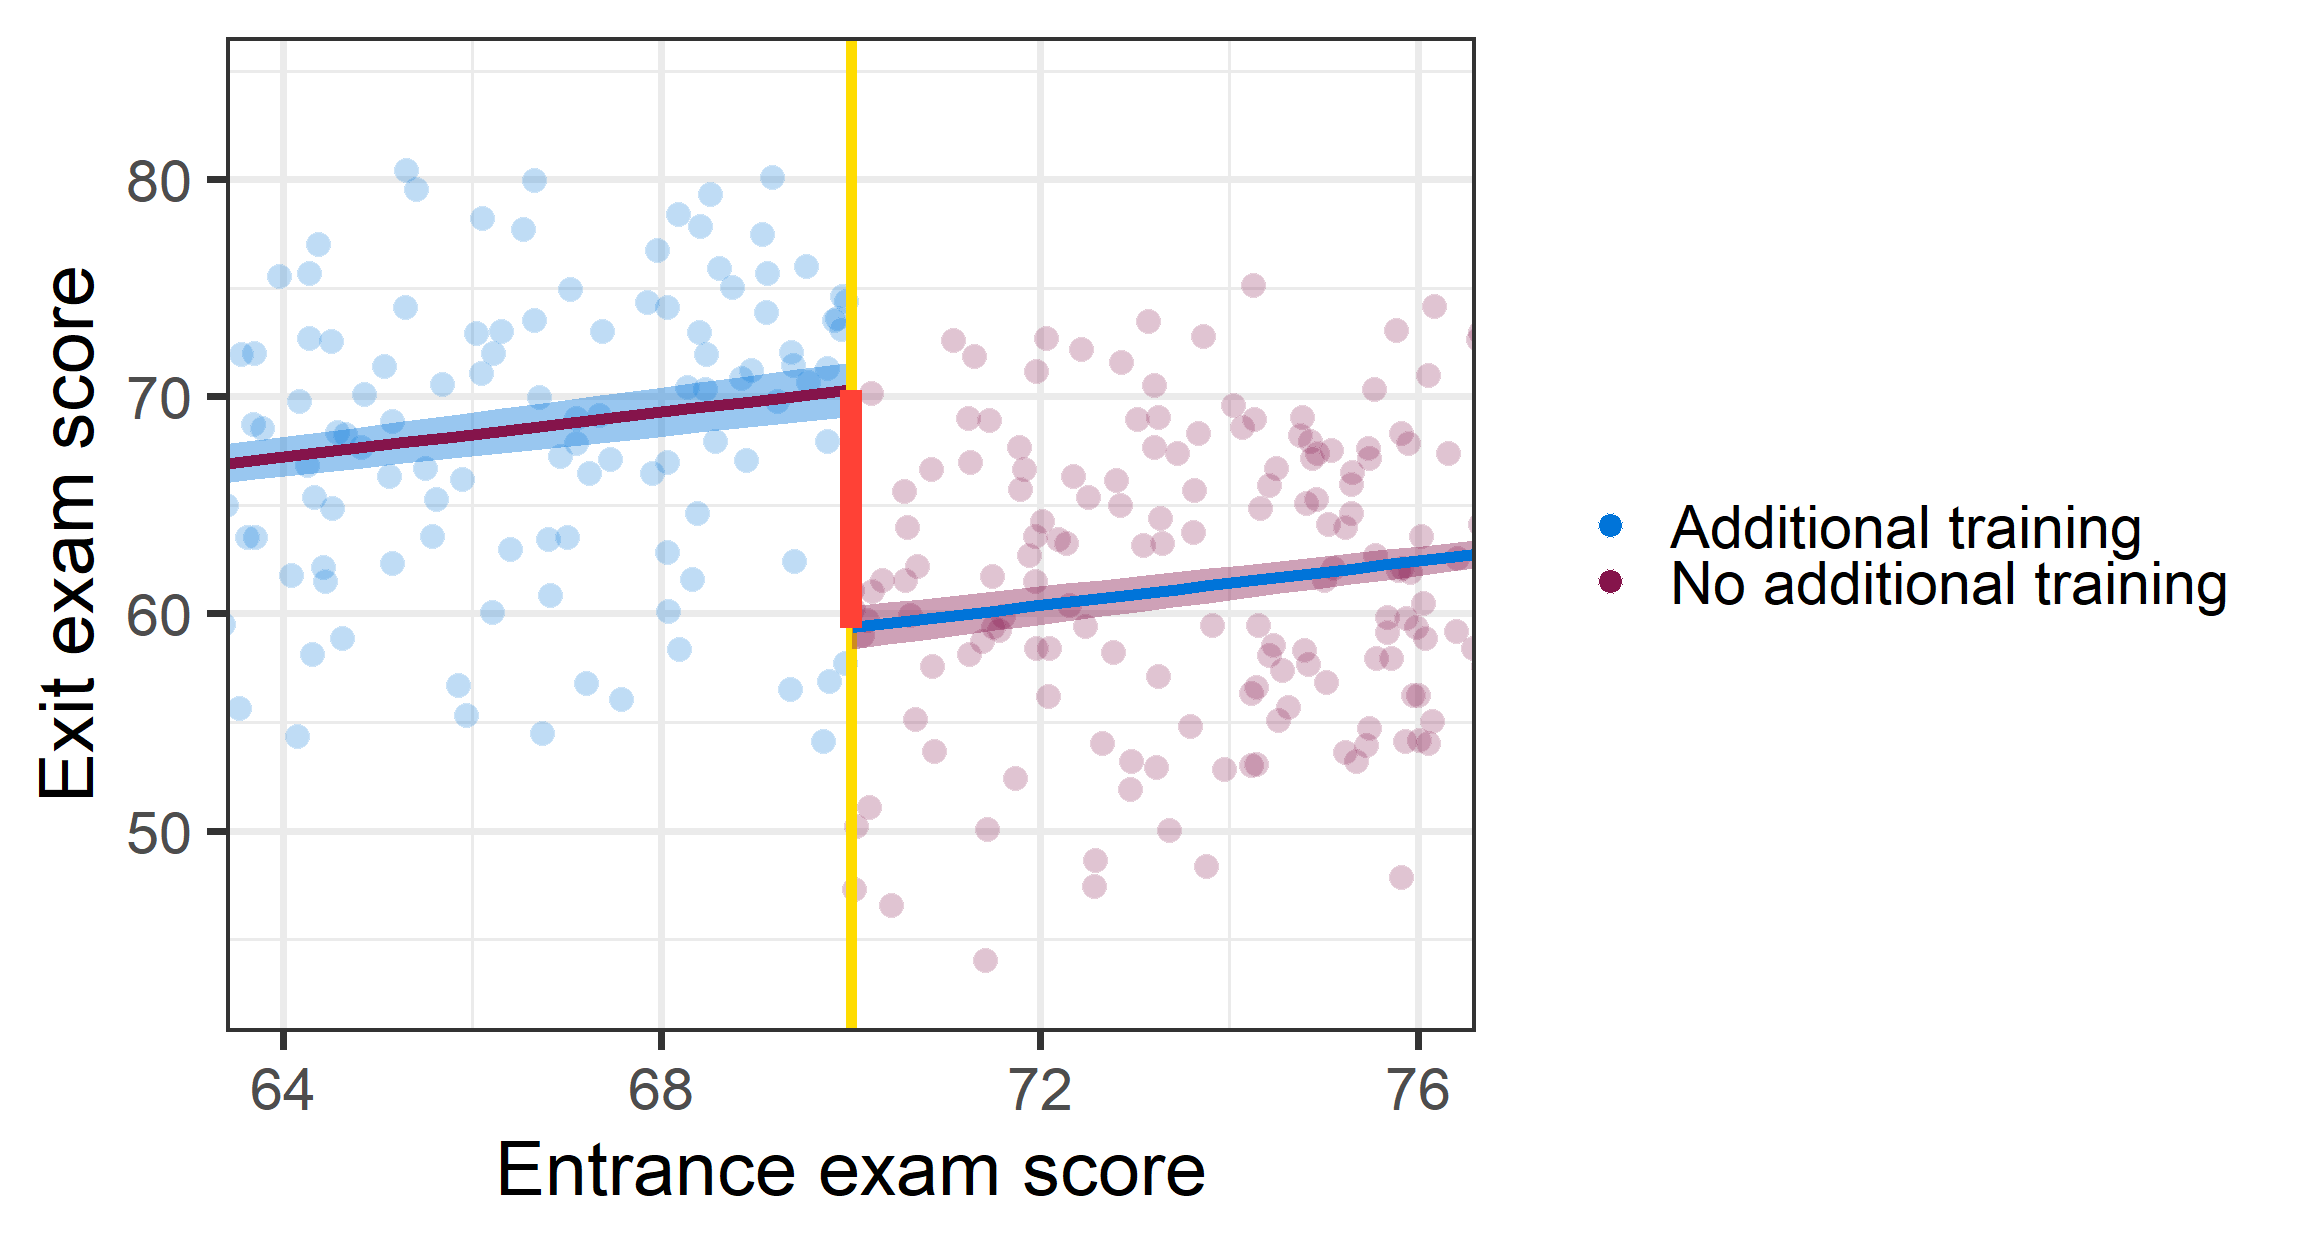 80
70
60
50
Exit exam score
64 68 72 76
Entrance exam score
Additional training
No additional training